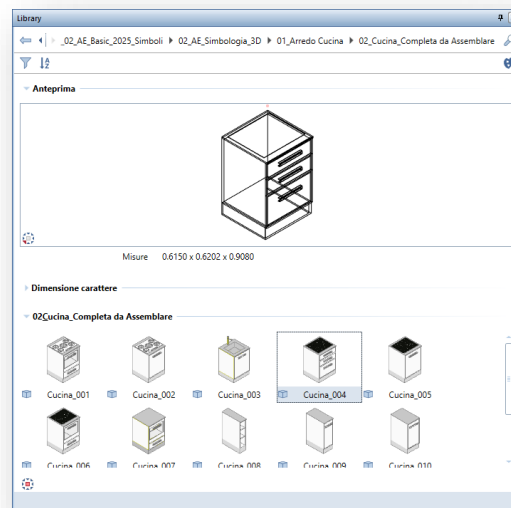 Library
_02_AE_Basic_2025_Simboli 02_AE_Simbologia_3D 01_Arredo Cucina 02_Cucina_Completa da Assemblare
Anteprima
Misure 0.6150 x 0.6202 x 0.9080
Dimensione carattere
02Cucina_Completa da Assemblare
Cucina_001 Cucina_002 Cucina_003 Cucina_004 Cucina_005
Cucina_006 Cucina_007 Cucina_008 Cucina_009 Cucina_010